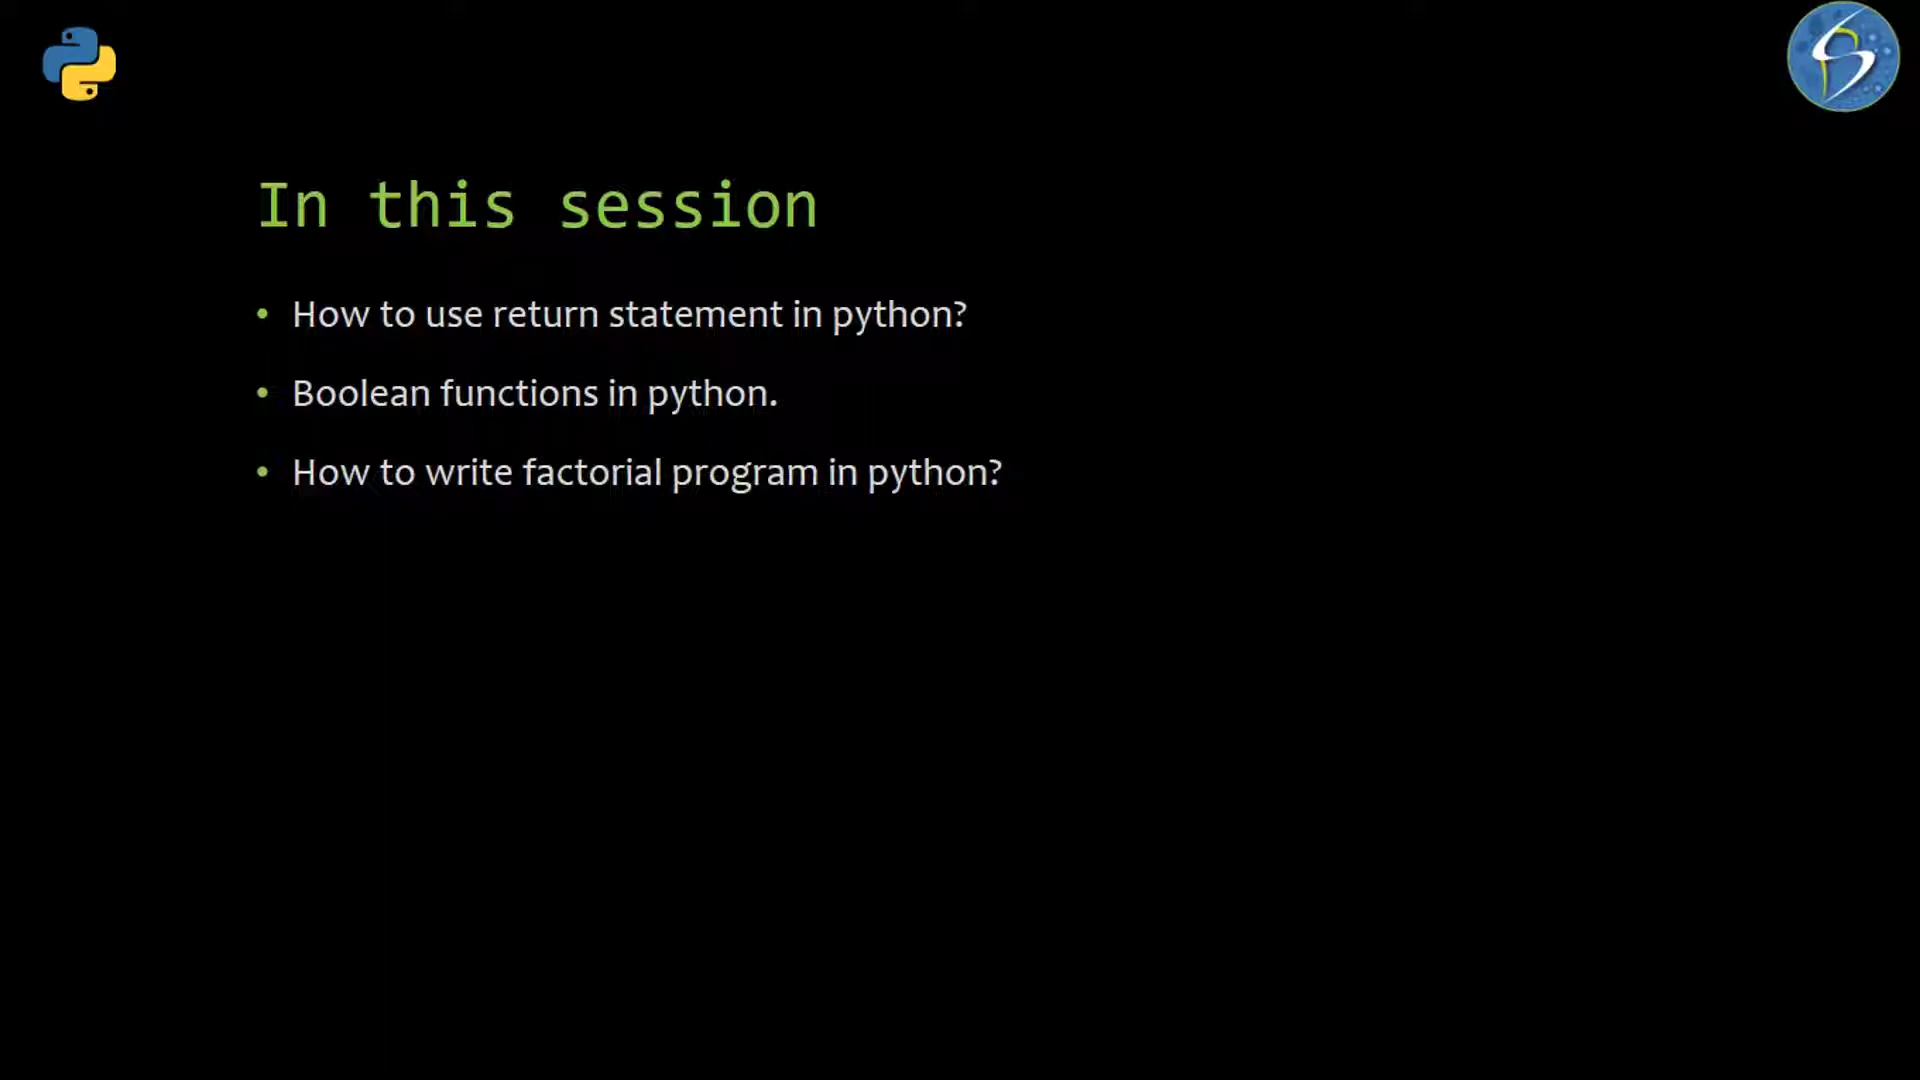 In this session
• How to use return statement in python?
• Boolean functions in python.
• How to write factorial program in python?